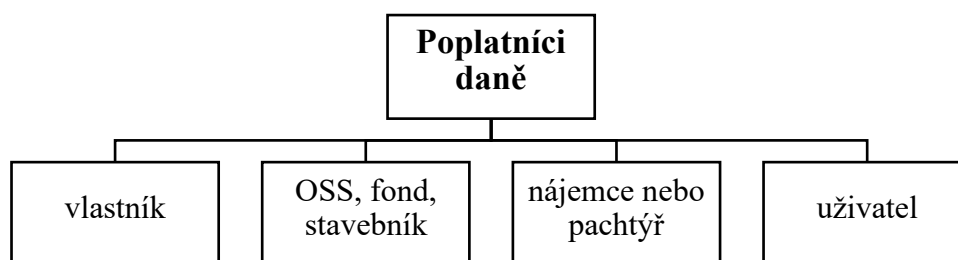 Poplatníci
daně
vlastník
OSS, fond,
stavebník
nájemce nebo
pachtýř
uživatel